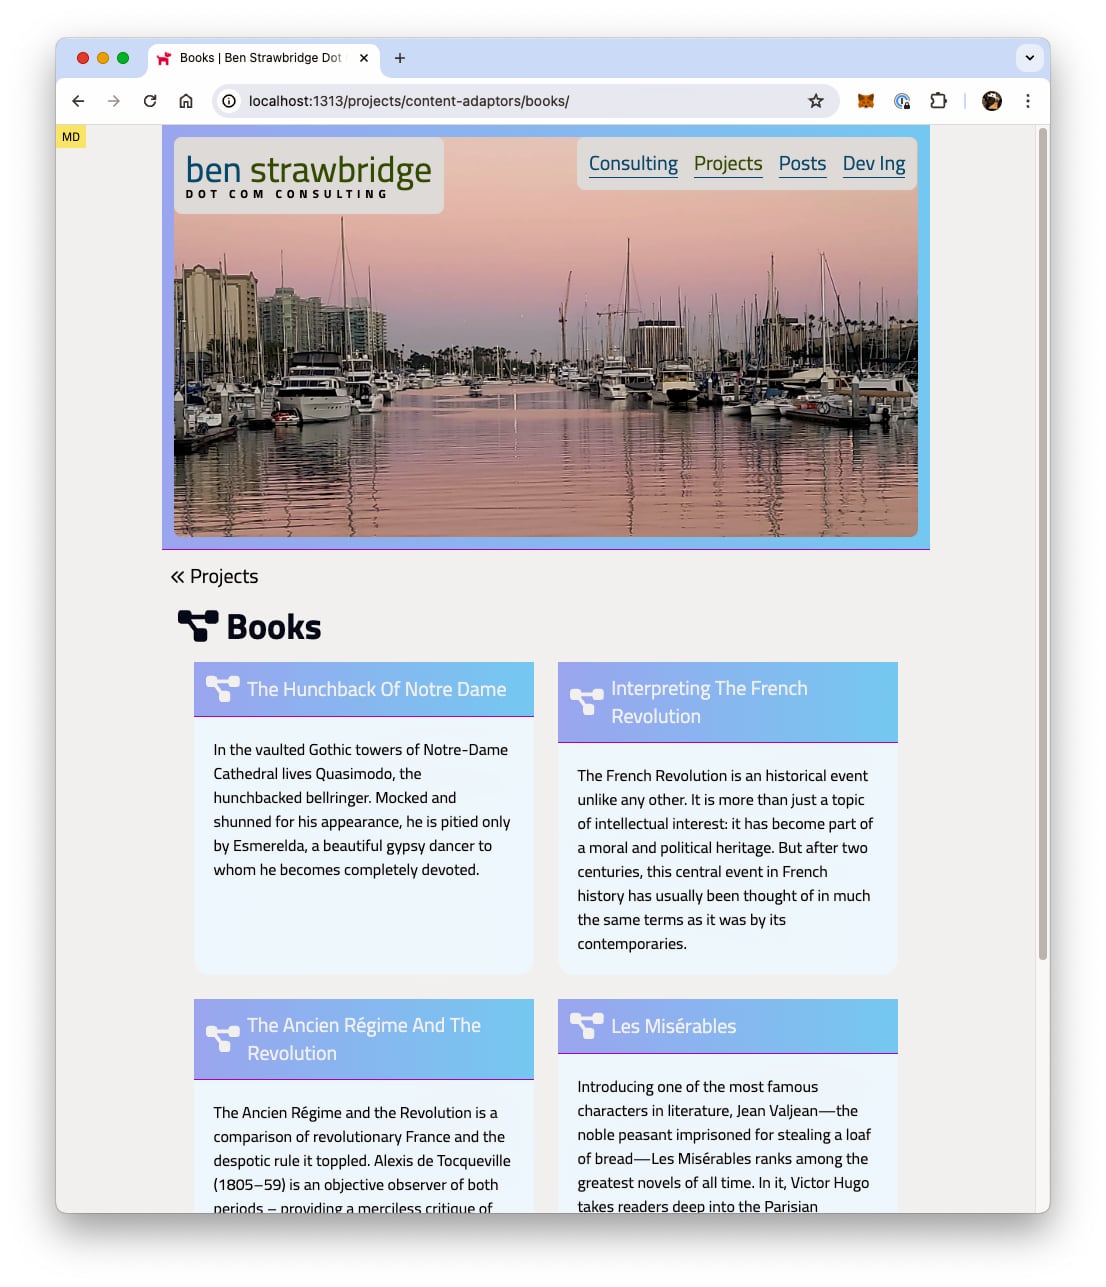 Books | Ben Strawbridge Dot
localhost:1313/projects/content-adaptors/books/
MD
ben strawbridge
DOT COM CONSULTING
Consulting Projects Posts Dev Ing
« Projects
Books
The Hunchback Of Notre Dame
In the vaulted Gothic towers of Notre-Dame
Cathedral lives Quasimodo, the
hunchbacked bellringer. Mocked and
shunned for his appearance, he is pitied only
by Esmerelda, a beautiful gypsy dancer to
whom he becomes completely devoted.
Interpreting The French
Revolution
The French Revolution is an historical event
unlike any other. It is more than just a topic
of intellectual interest: it has become part of
a moral and political heritage. But after two
centuries, this central event in French
history has usually been thought of in much
the same terms as it was by its
contemporaries.
The Ancien Régime And The
Revolution
The Ancien Régime and the Revolution is a
comparison of revolutionary France and the
despotic rule it toppled. Alexis de Tocqueville
(1805–59) is an objective observer of both
periods – providing a merciless critique of
Les Misérables
Introducing one of the most famous
characters in literature, Jean Valjean—the
noble peasant imprisoned for stealing a loaf
of bread—Les Misérables ranks among the
greatest novels of all time. In it, Victor Hugo
takes readers deep into the Parisian